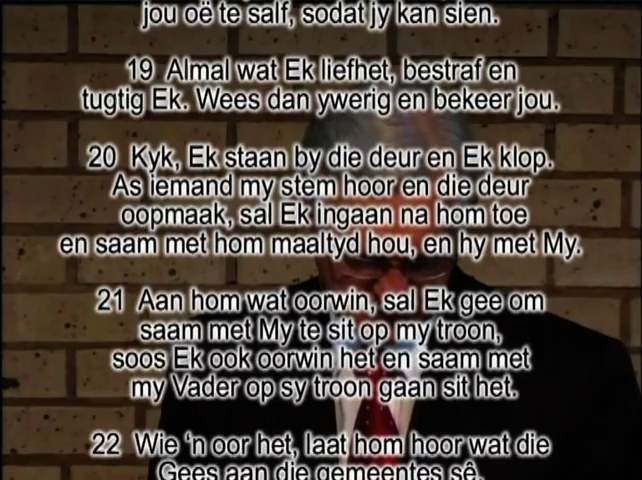 jou oë te salf, sodat jy kan sien.
19 Almal wat Ek liefhet, bestraf en
tugtig Ek. Wees dan ywerig en bekeer jou.
20 Kyk, Ek staan by die deur en Ek klop.
As iemand my stem hoor en die deur
oopmaak, sal Ek ingaan na hom toe
en saam met hom maaltyd hou, en hy met My.
21 Aan hom wat oorwin, sal Ek gee om
saam met My te sit op my troon,
soos Ek ook oorwin het en saam met
my Vader op sy troon gaan sit het.
22 Wie 'n oor het, laat hom hoor wat die
Gees aan die gemeentes sê.